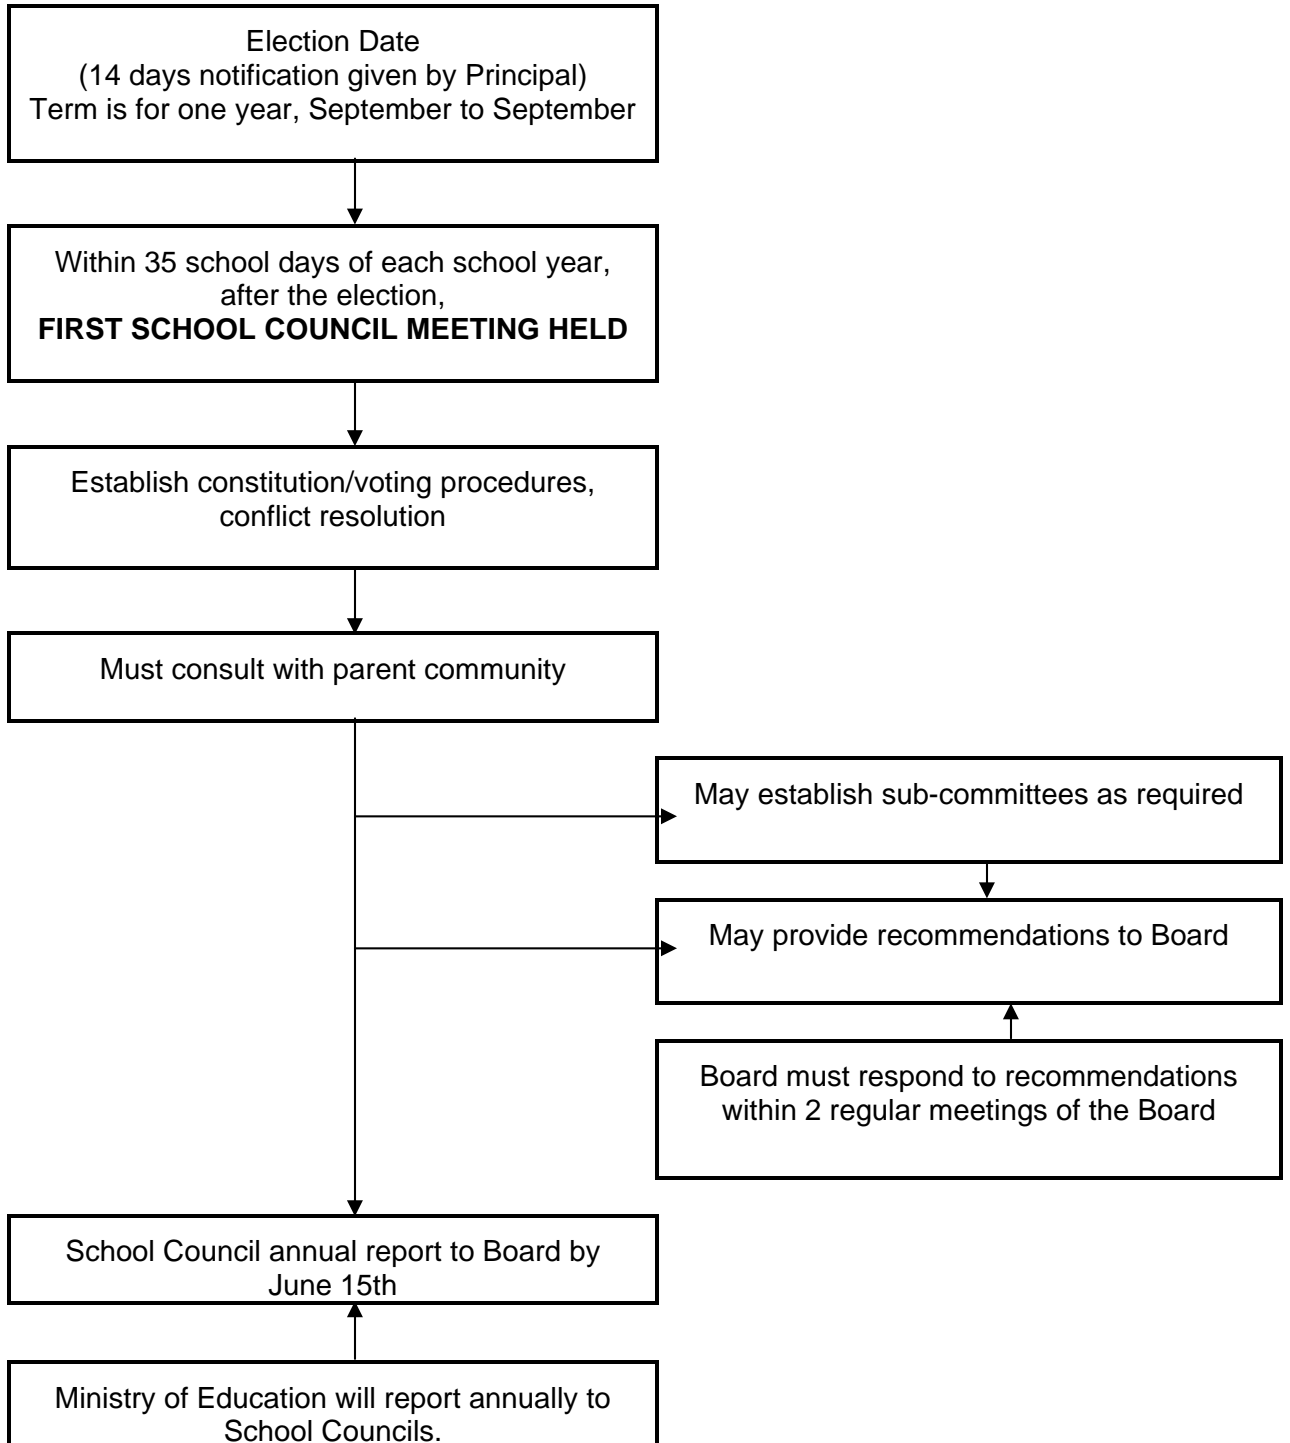 Election Date
(14 days notification given by Principal)
Term is for one year, September to September
Within 35 school days of each school year,
after the election,
FIRST SCHOOL COUNCIL MEETING HELD
Establish constitution/voting procedures,
conflict resolution
Must consult with parent community
May establish sub-committees as required
May provide recommendations to Board
Board must respond to recommendations
within 2 regular meetings of the Board
School Council annual report to Board by
June 15th
Ministry of Education will report annually to
School Councils.